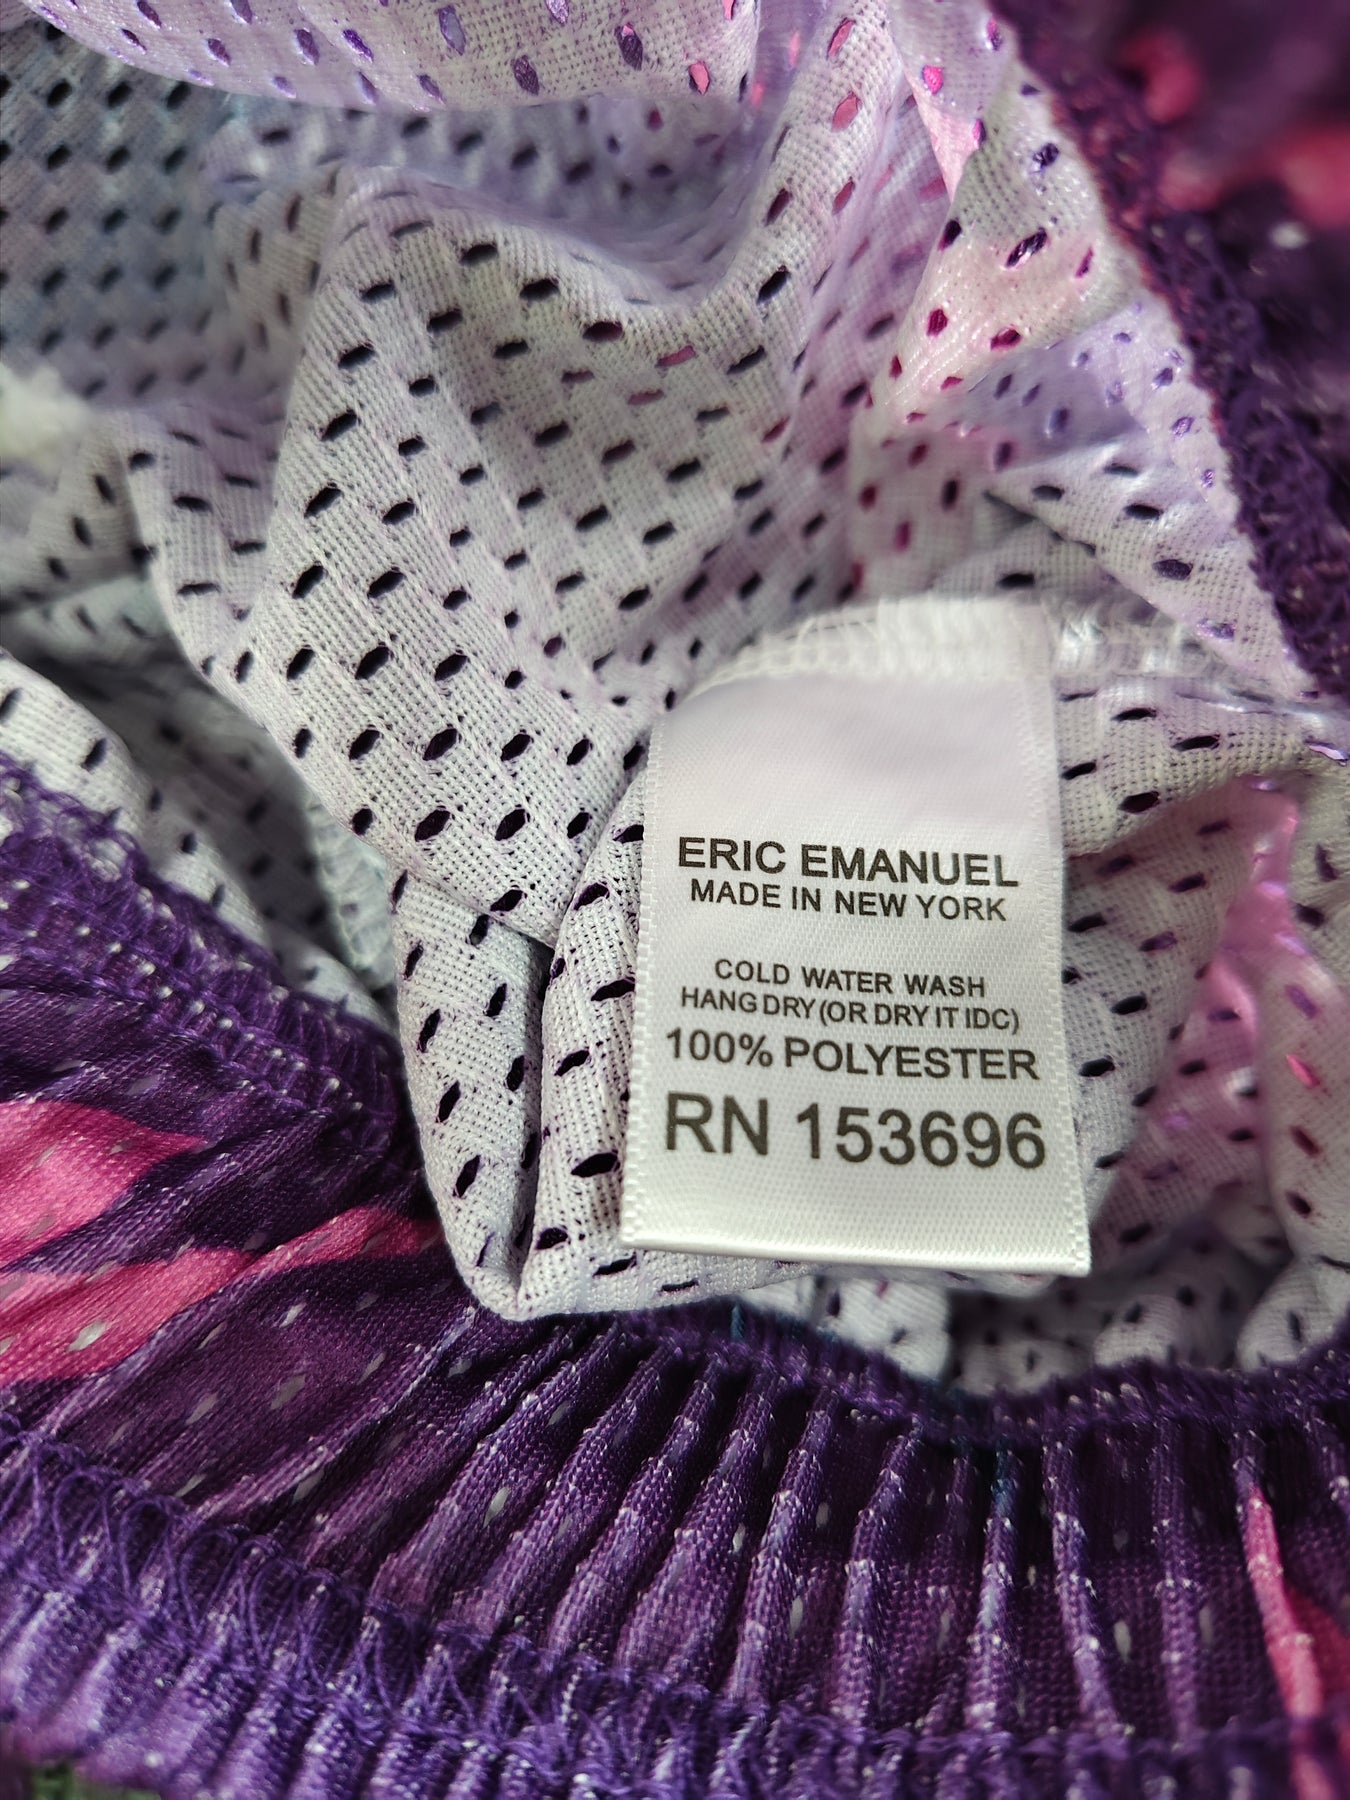 ERIC EMANUEL
MADE IN NEW YORK
COLD WATER WASH
HANG DRY (OR DRY IT IDC)
100% POLYESTER
RN 153696